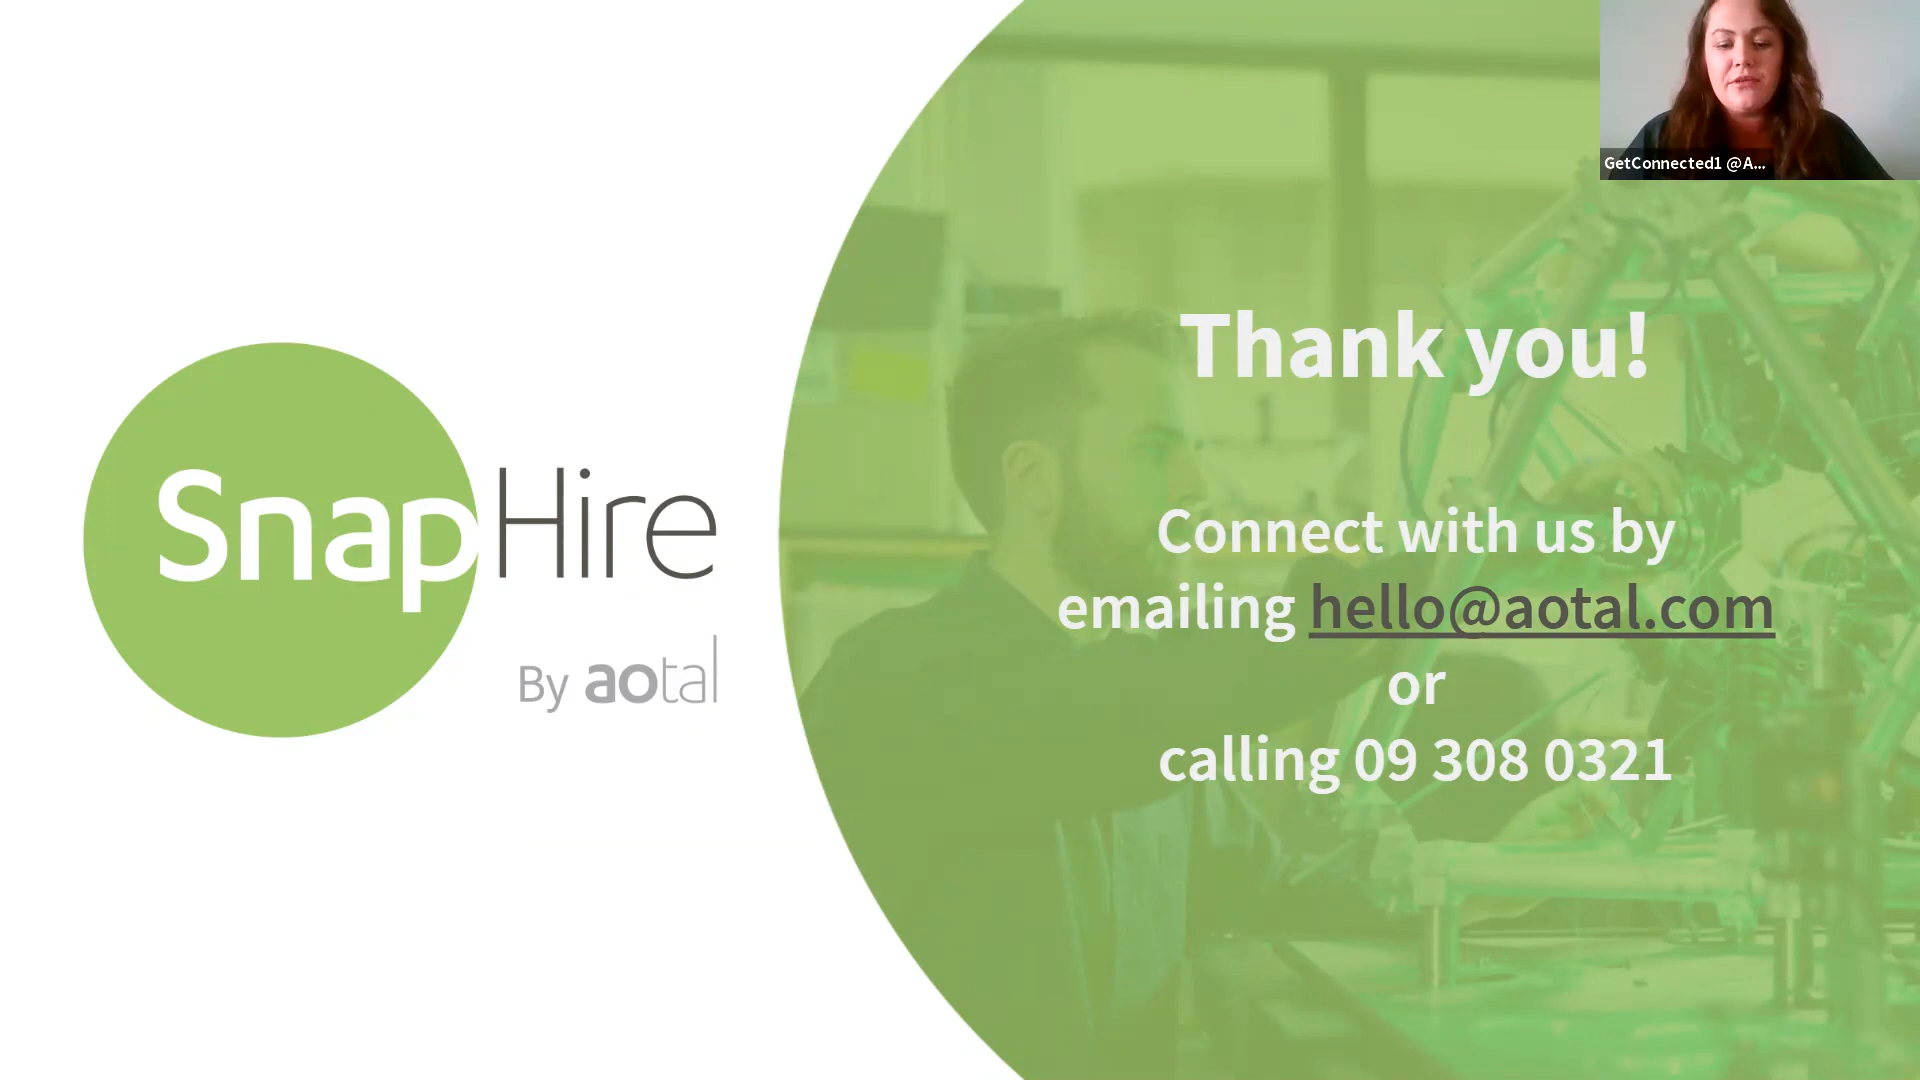 GetConnected1 @A...
Thank you!
SnapHire
By aotal
Connect with us by
emailing hello@aotal.com
or
calling 09 308 0321